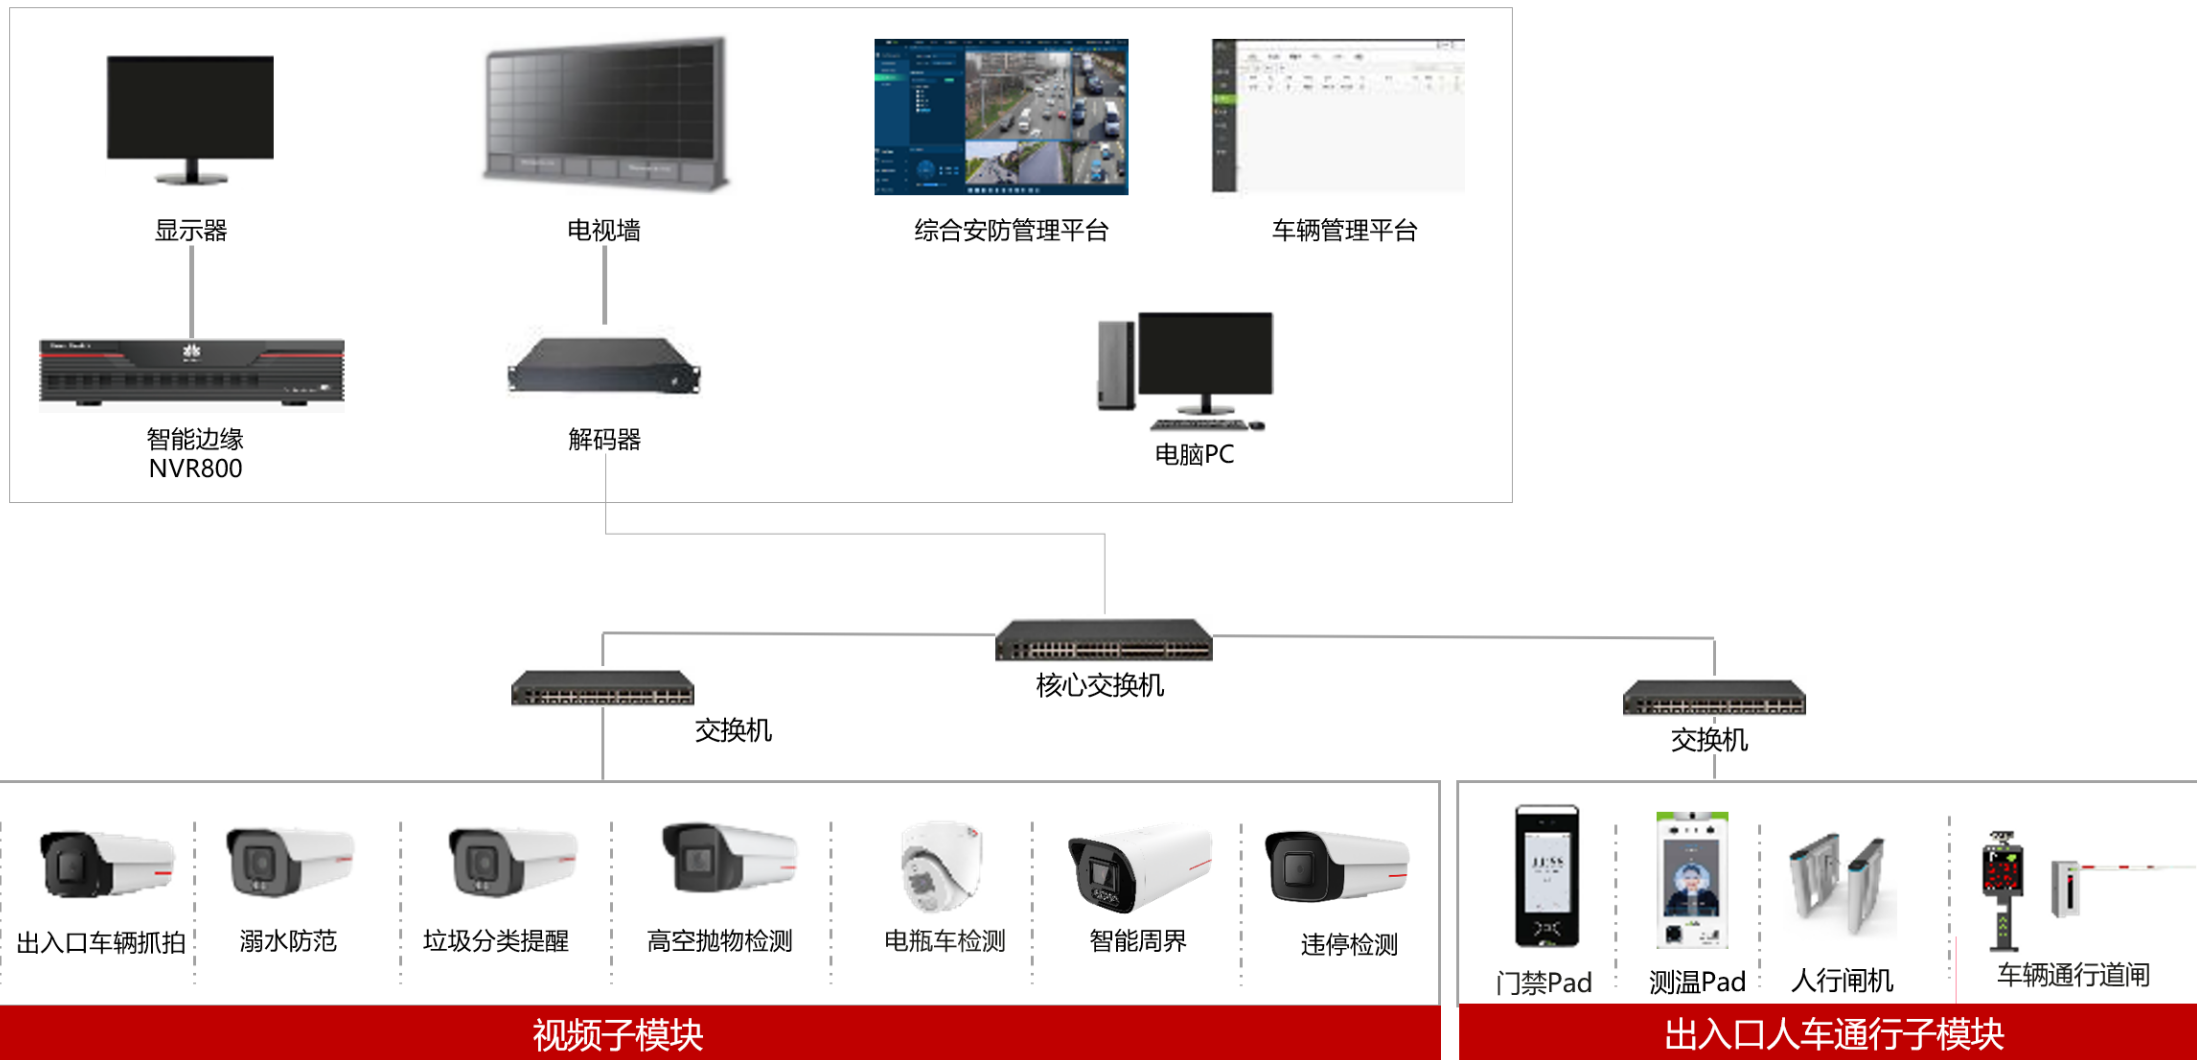 显示器
电视墙
综合安防管理平台
车辆管理平台
智能边缘
NVR800
解码器
电脑PC
核心交换机
交换机
交换机
出入口车辆抓拍
溺水防范
垃圾分类提醒
高空抛物检测
电瓶车检测
智能周界
违停检测
门禁Pad
测温Pad
人行闸机
车辆通行道闸
视频子模块
出入口人车通行子模块